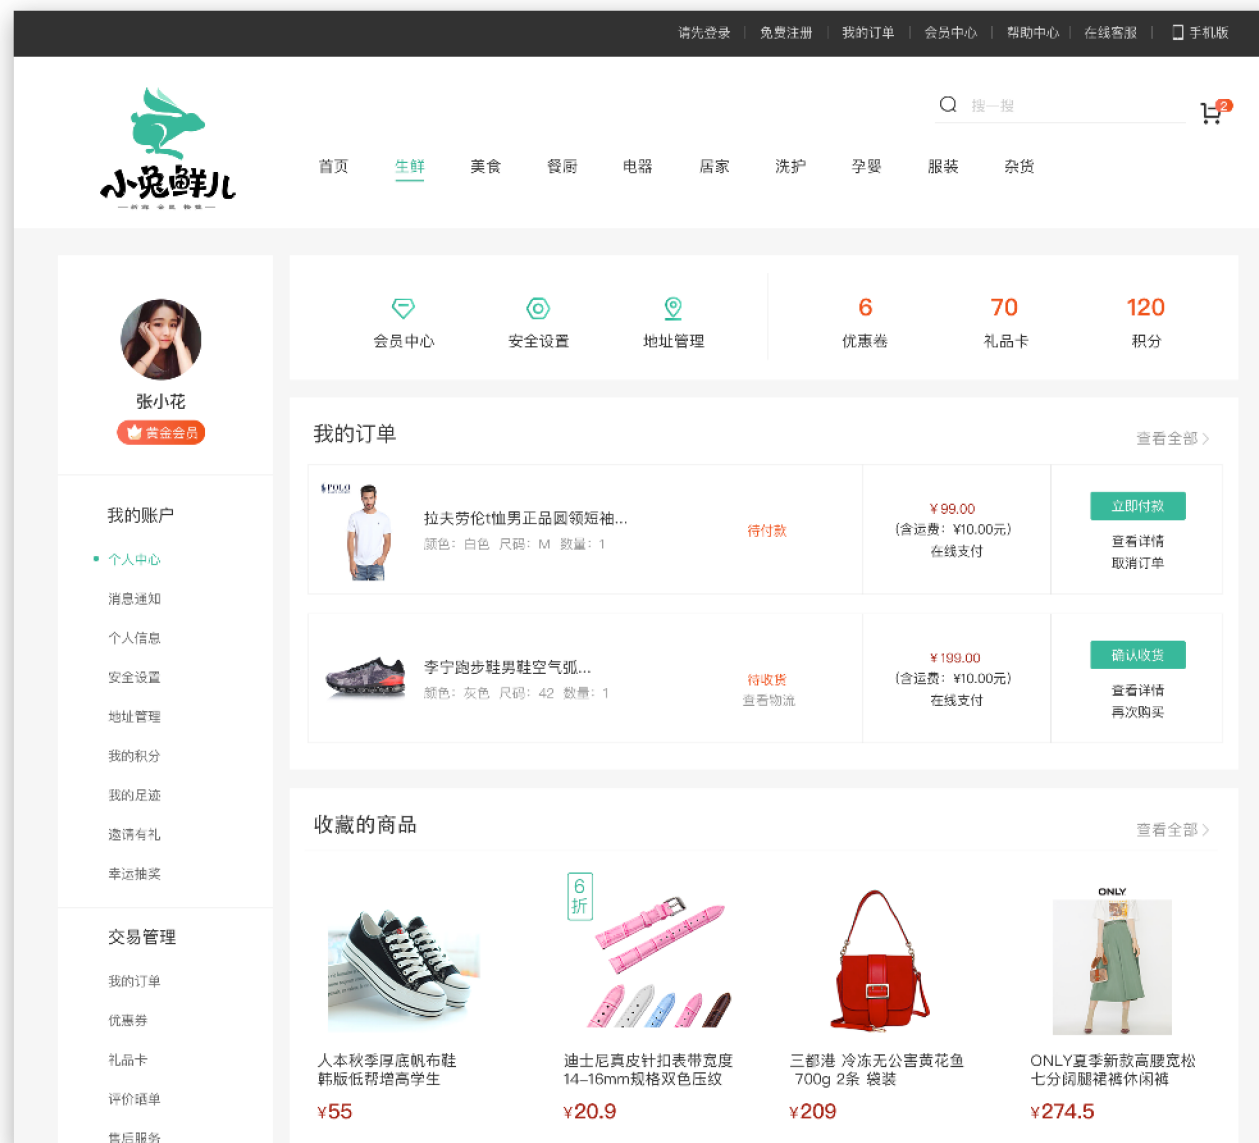 请先登录 免费注册 我的订单 会员中心 帮助中心 在线客服 手机版
搜一搜
2
小兔鲜儿
首页 生鲜 美食 餐厨 电器 居家 洗护 孕婴 服装 杂货
张小花
黄金会员
我的账户
个人中心
消息通知
个人信息
安全设置
地址管理
我的积分
我的足迹
邀请有礼
幸运抽奖
交易管理
我的订单
优惠券
礼品卡
评价晒单
售后服务
会员中心 安全设置 地址管理
6 70 120
优惠卷 礼品卡 积分
我的订单
查看全部
POLO
拉夫劳伦t恤男正品圆领短袖...
颜色：白色 尺码：M 数量：1
待付款
¥99.00
(含运费：¥10.00元)
在线支付
立即付款
查看详情
取消订单
李宁跑步鞋男鞋空气弧...
颜色：灰色 尺码：42 数量：1
待收货
查看物流
¥199.00
(含运费：¥10.00元)
在线支付
确认收货
查看详情
再次购买
收藏的商品
查看全部
人本秋季厚底帆布鞋
韩版低帮增高学生
¥55
6
折
迪士尼真皮针扣表带宽度
14-16mm规格双色压纹
¥20.9
三都港 冷冻无公害黄花鱼
700g 2条 袋装
¥209
ONLY
ONLY夏季新款高腰宽松
七分阔腿裙裤休闲裤
¥274.5